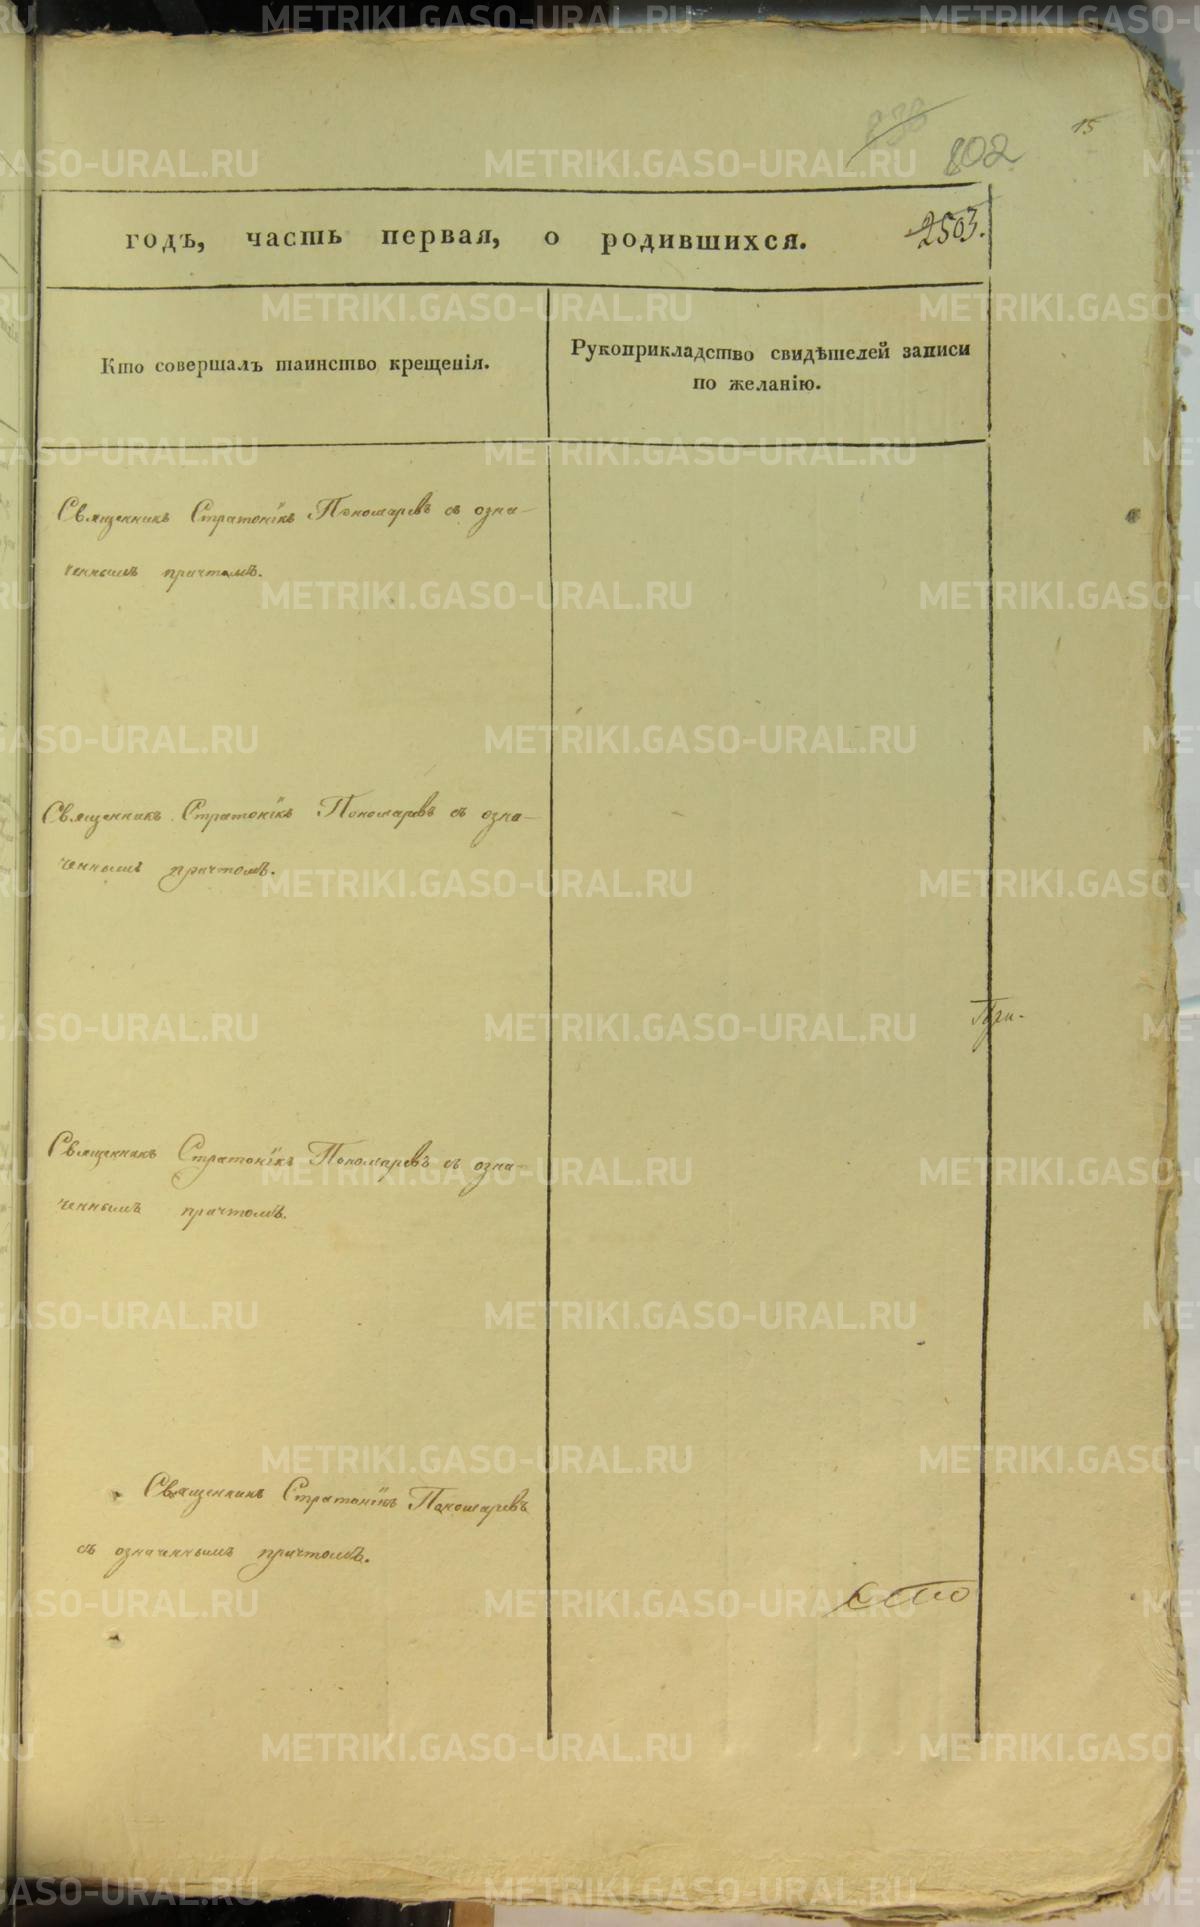 15
802
годъ, часть первая, о родившихся.
2503.
Кто совершалъ таинство крещенія.
Рукоприкладство свидѣтелей записи
по желанію.
Священникъ Стратоникъ Пономаревъ съ озна-
ченнымъ причтомъ.
Священникъ Стратоникъ Пономаревъ съ озна-
ченнымъ причтомъ.
При-
Священникъ Стратоникъ Пономаревъ съ озна-
ченнымъ причтомъ.
Священникъ Стратоникъ Пономаревъ
съ означеннымъ причтомъ.
METRIKI.GASO-URAL.RU